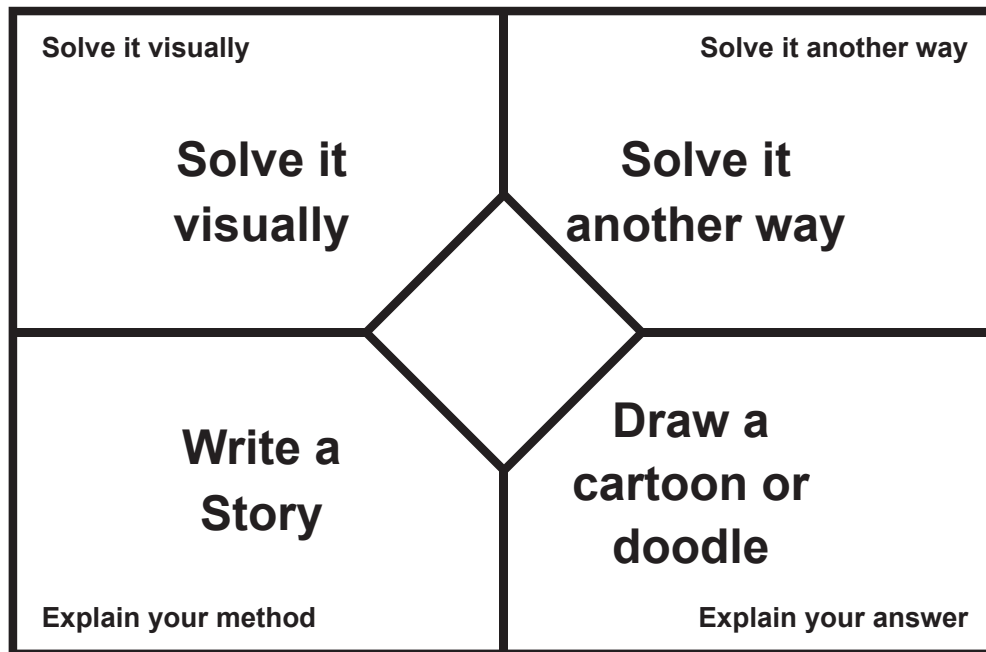 Solve it visually
Solve it another way
Solve it
visually
Solve it
another way
Write a
Story
Draw a
cartoon or
doodle
Explain your method
Explain your answer